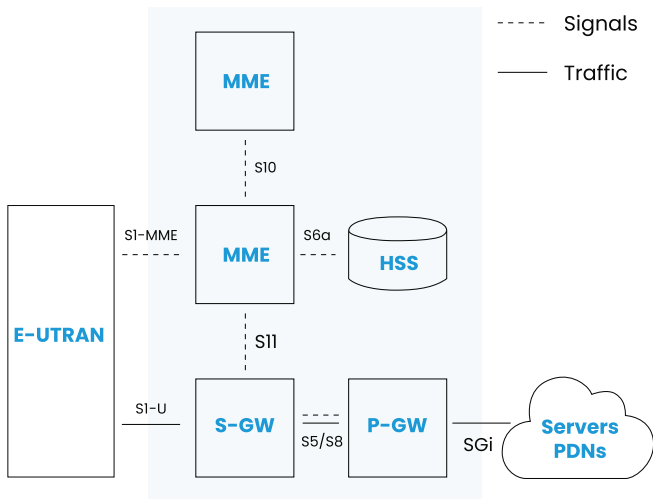 Signals
Traffic
MME
S10
S1-MME
MME
S6a
HSS
E-UTRAN
S11
S1-U
S-GW
S5/S8
P-GW
SGi
Servers
PDNs